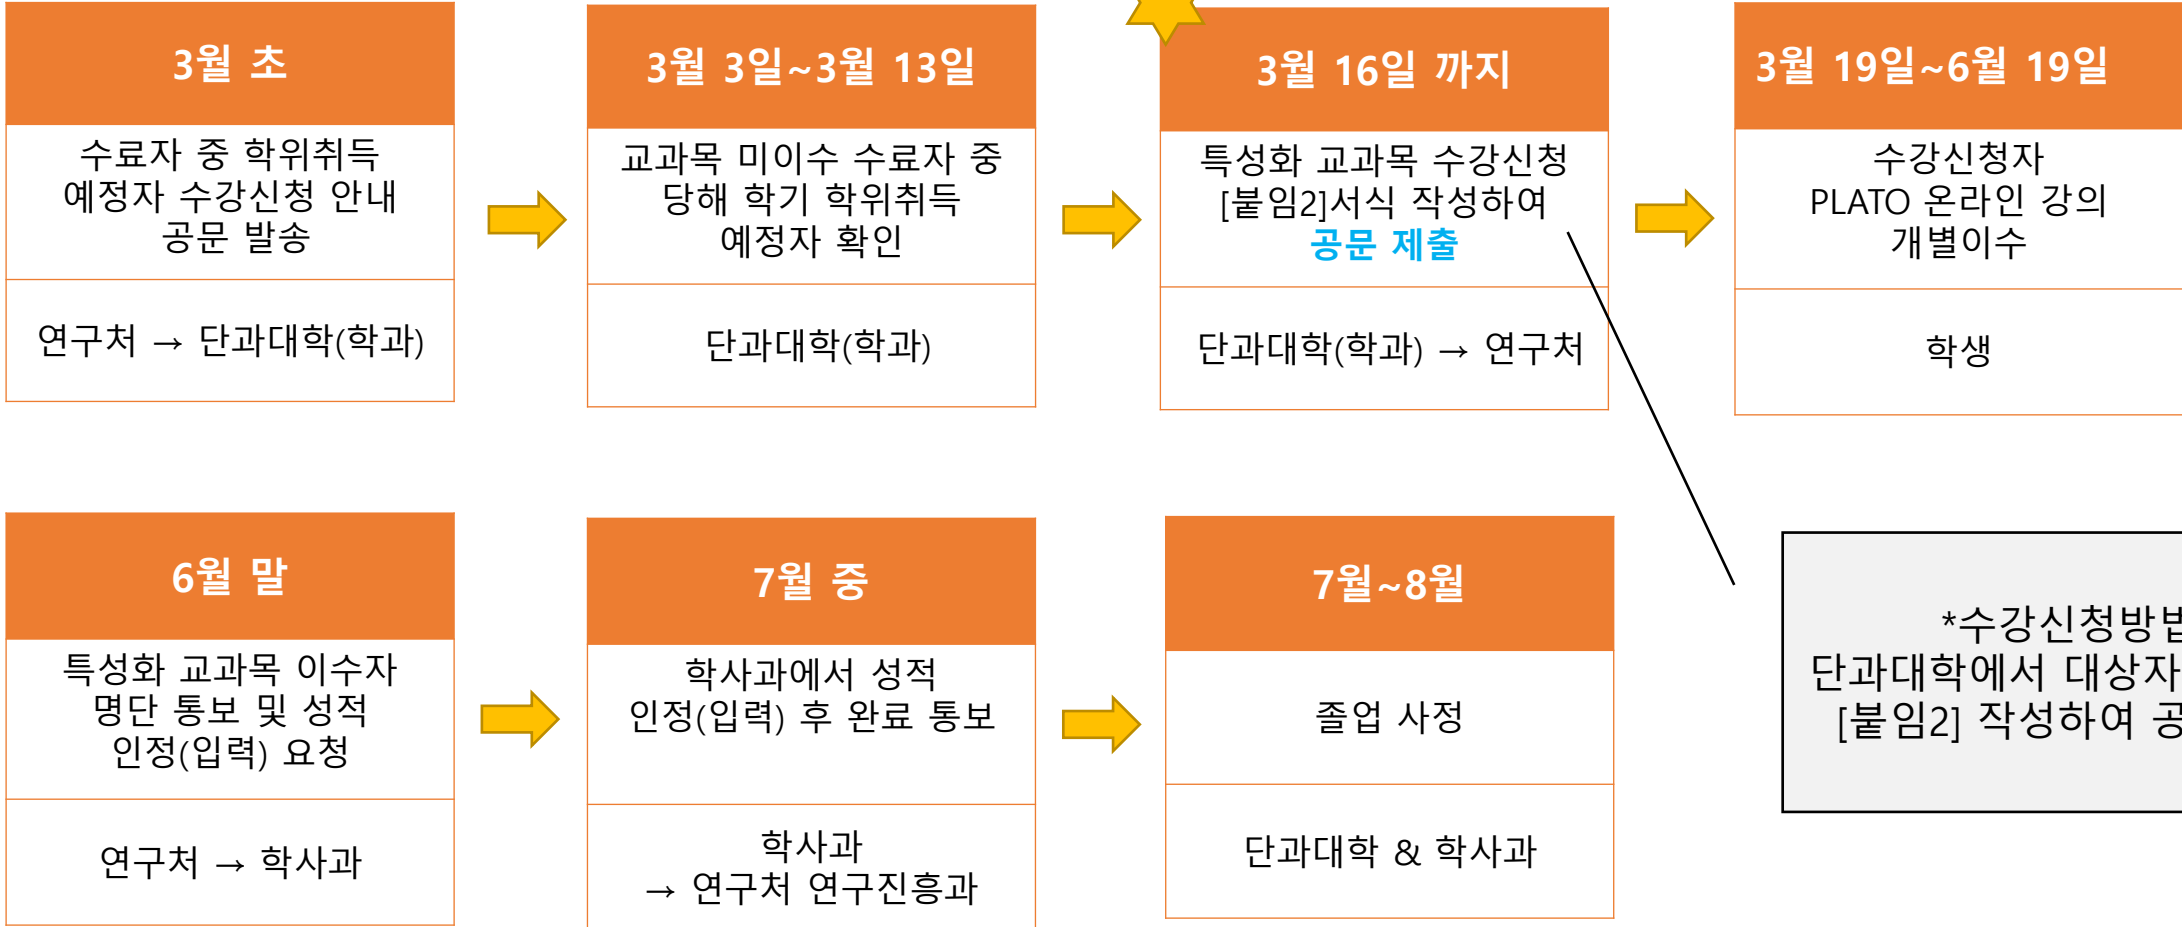 3월 초
수료자 중 학위취득
예정자 수강신청 안내
공문 발송
연구처 → 단과대학(학과)
3월 3일~3월 13일
교과목 미이수 수료자 중
당해 학기 학위취득
예정자 확인
단과대학(학과)
3월 16일 까지
특성화 교과목 수강신청
[붙임2]서식 작성하여
공문 제출
단과대학(학과) → 연구처
3월 19일~6월 19일
수강신청자
PLATO 온라인 강의
개별이수
학생
6월 말
특성화 교과목 이수자
명단 통보 및 성적
인정(입력) 요청
연구처 → 학사과
7월 중
학사과에서 성적
인정(입력) 후 완료 통보
학사과
→ 연구처 연구진흥과
7월~8월
졸업 사정
단과대학 & 학사과
*수강신청방법
단과대학에서 대상자
[붙임2] 작성하여